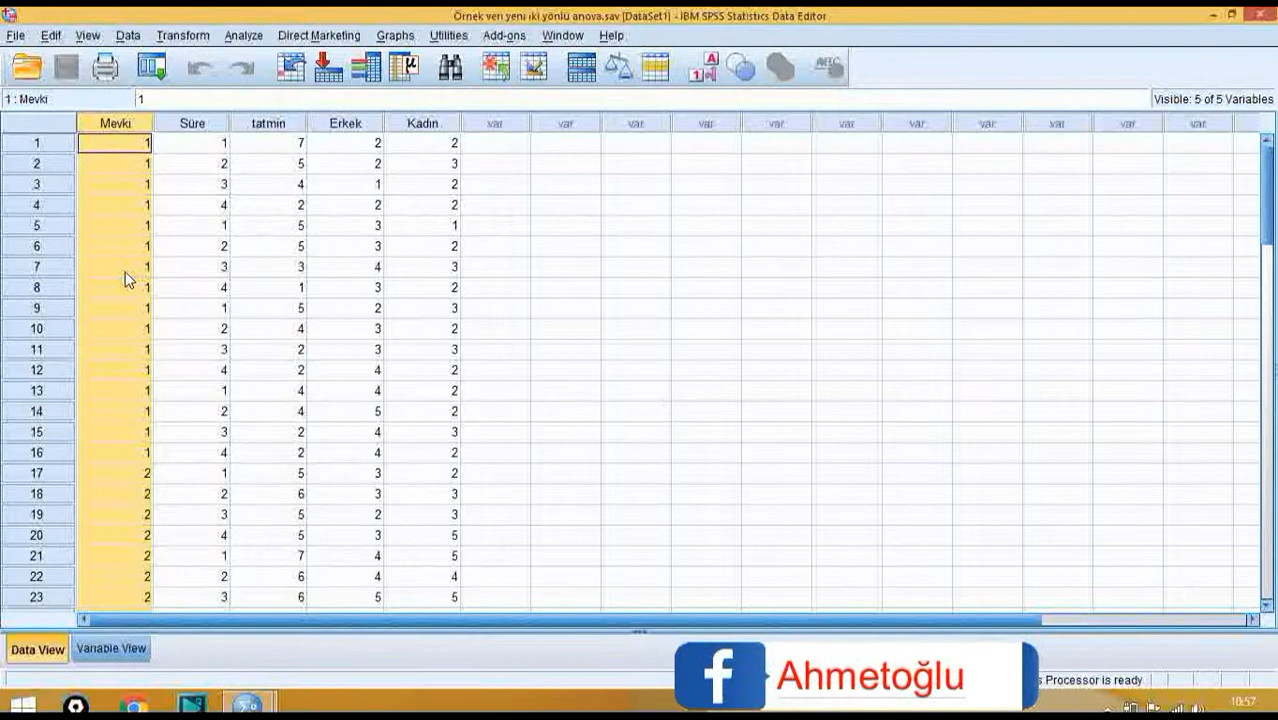 Örnek veri yeni iki yönlü anova.sav [DataSet1] - IBM SPSS Statistics Data Editor
File Edit View Data Transform Analyze Direct Marketing Graphs Utilities Add-ons Window Help
1 : Mevki 1 Visible: 5 of 5 Variables
Mevki Süre tatmin Erkek Kadın var var var var var var var var var var var
1 1 1 7 2 2
2 1 2 5 2 3
3 1 3 4 1 2
4 1 4 2 2 2
5 1 1 5 3 1
6 1 2 5 3 2
7 1 3 3 4 3
8 1 4 1 3 2
9 1 1 5 2 3
10 1 2 4 3 2
11 1 3 2 3 3
12 1 4 2 4 2
13 1 1 4 4 2
14 1 2 4 5 2
15 1 3 2 4 3
16 1 4 2 4 2
17 2 1 5 3 2
18 2 2 6 3 3
19 2 3 5 2 3
20 2 4 5 3 5
21 2 1 7 4 5
22 2 2 6 4 4
23 2 3 6 5 5
Data View Variable View
f Ahmetoğlu
Processor is ready
10:57